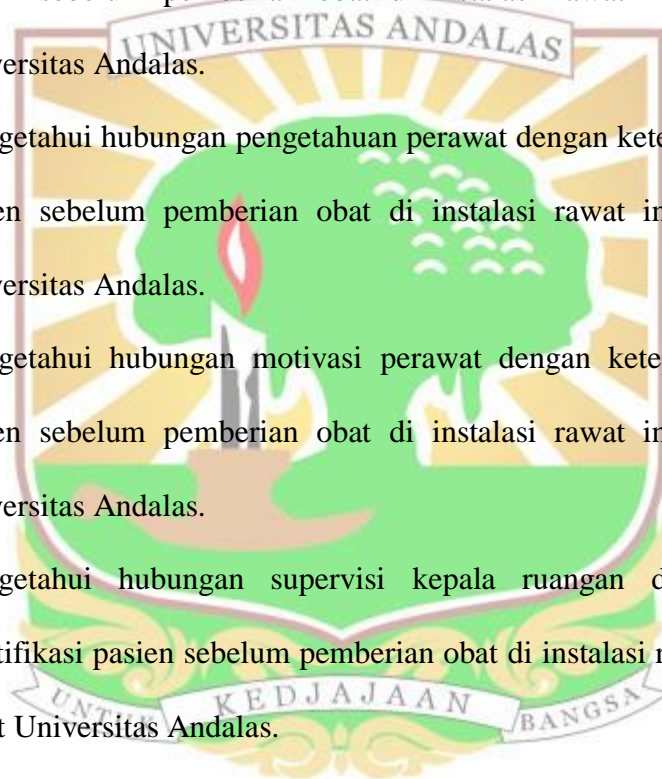 sebelum
UNIVERSITAS ANDALAS
versitas Andalas.
getahui hubungan pengetahuan perawat dengan kete
en sebelum pemberian obat di instalasi rawat in
versitas Andalas.
getahui hubungan motivasi perawat dengan kete
en sebelum pemberian obat di instalasi rawat in
versitas Andalas.
getahui hubungan supervisi kepala ruangan d
tifikasi pasien sebelum pemberian obat di instalasi r
UNTUK KEDJAJAAN BANGSA
t Universitas Andalas.